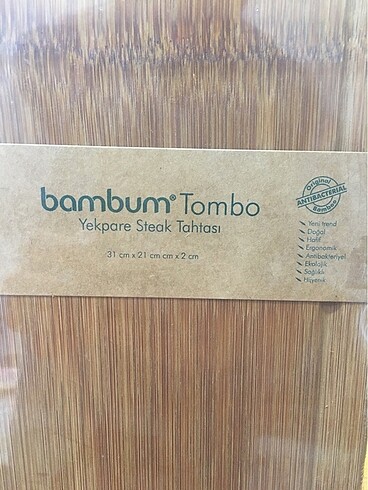 bambum® Tombo
Yekpare Steak Tahtası
31 cm x 21 cm cm x 2 cm
Original
ANTIBACTERIAL
Bamboo
Yeni trend
Doğal
Hafif
Ergonomik
Antibakteriyel
Ekolojik
Sağlıklı
Hijyenik